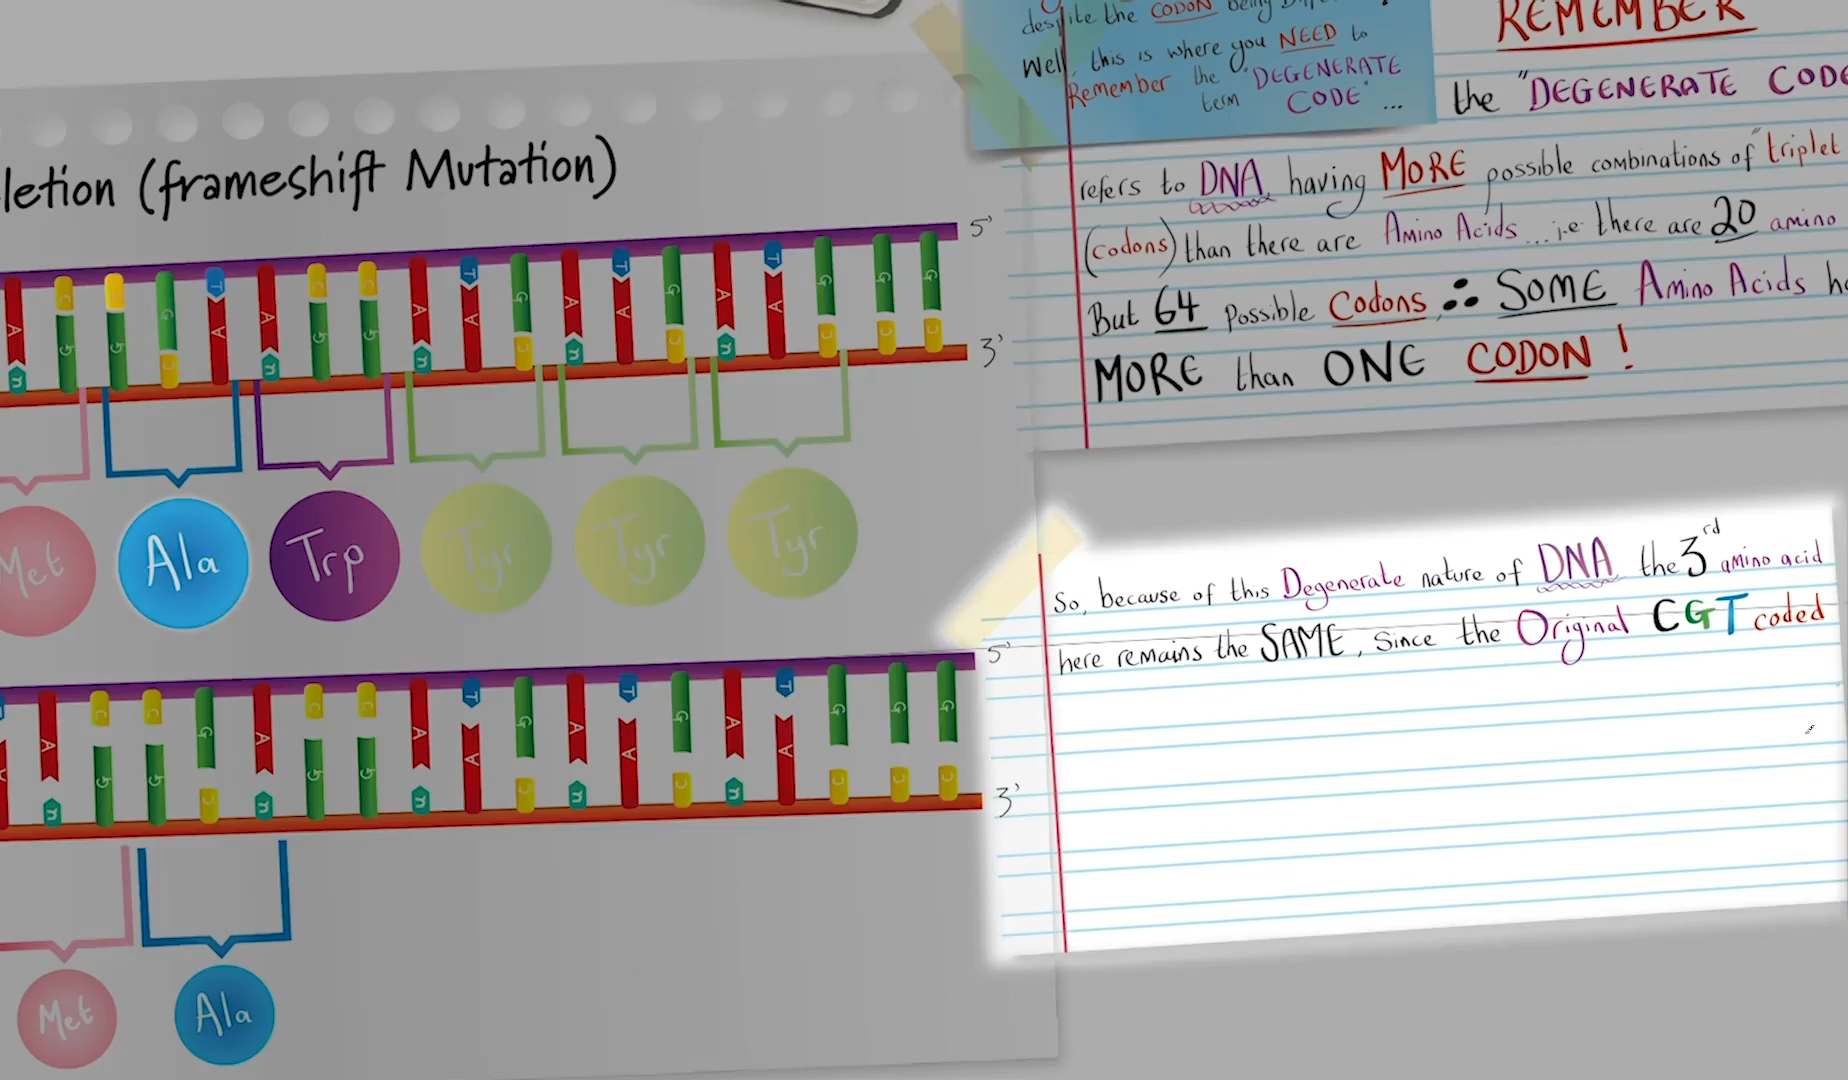 despite the CODON being
Well, this is where you NEED to
Remember the "DEGENERATE
term CODE" ...
REMEMBER
the "DEGENERATE CODE
refers to DNA having MORE possible combinations of "triplet
(codons) than there are Amino Acids ... i.e there are 20 amino
But 64 possible Codons, ∴ SOME Amino Acids ha
MORE than ONE CODON!
letion (frameshift Mutation)
5'
A C G T A C C A T G A T G A T G G G
3'
Met Ala Trp Tyr Tyr Tyr
So, because of this Degenerate nature of DNA the 3rd amino acid
here remains the SAME, Since the Original CGT coded
5'
A C C G A C C A T G A T G A T G G G
3'
Met Ala